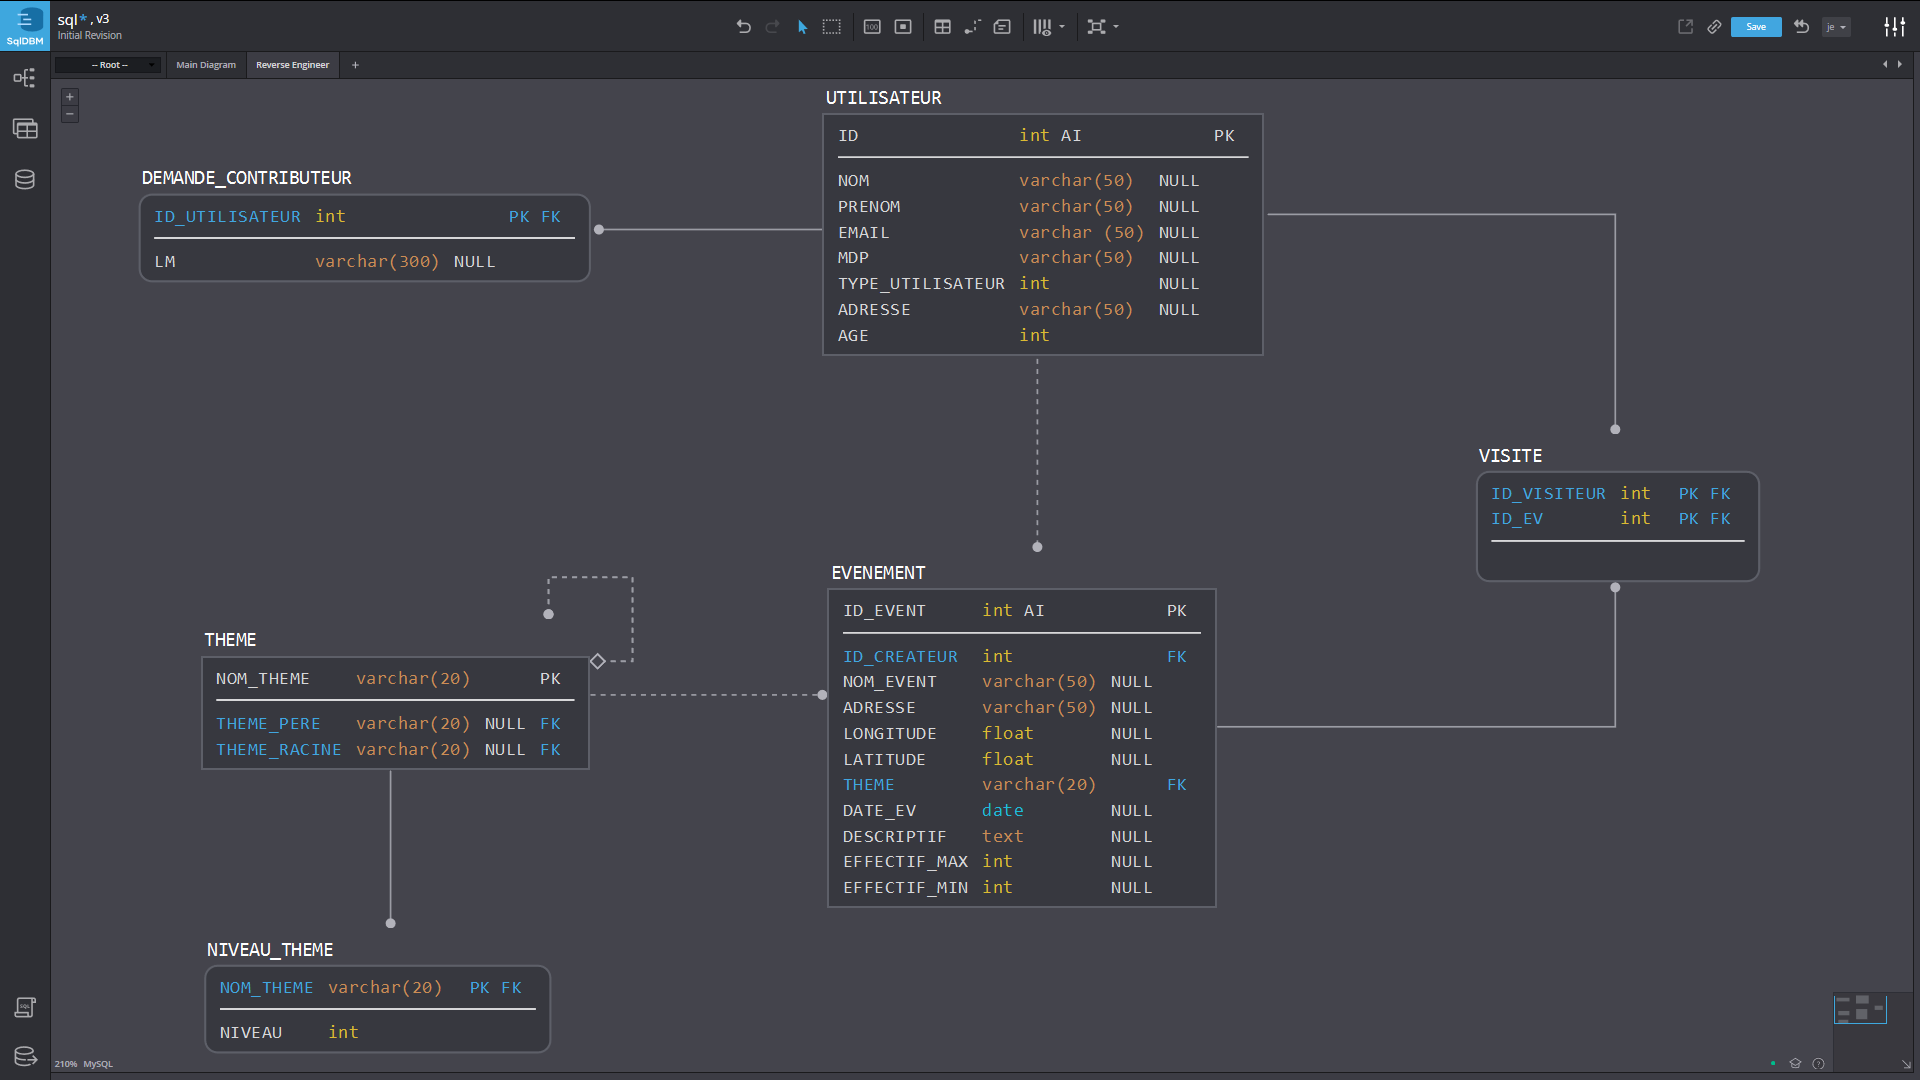 SqlDBM
sql*, v3
Initial Revision
100
Save
je
-- Root --
Main Diagram
Reverse Engineer
+
+
−
UTILISATEUR
ID int AI PK
NOM varchar(50) NULL
PRENOM varchar(50) NULL
EMAIL varchar (50) NULL
MDP varchar(50) NULL
TYPE_UTILISATEUR int NULL
ADRESSE varchar(50) NULL
AGE int
DEMANDE_CONTRIBUTEUR
ID_UTILISATEUR int PK FK
LM varchar(300) NULL
VISITE
ID_VISITEUR int PK FK
ID_EV int PK FK
EVENEMENT
ID_EVENT int AI PK
ID_CREATEUR int FK
NOM_EVENT varchar(50) NULL
ADRESSE varchar(50) NULL
LONGITUDE float NULL
LATITUDE float NULL
THEME varchar(20) FK
DATE_EV date NULL
DESCRIPTIF text NULL
EFFECTIF_MAX int NULL
EFFECTIF_MIN int NULL
THEME
NOM_THEME varchar(20) PK
THEME_PERE varchar(20) NULL FK
THEME_RACINE varchar(20) NULL FK
NIVEAU_THEME
NOM_THEME varchar(20) PK FK
NIVEAU int
SQL
210% MySQL
?